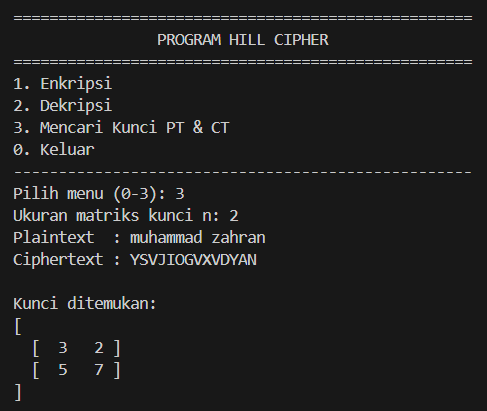 ===================================================
PROGRAM HILL CIPHER
===================================================
1. Enkripsi
2. Dekripsi
3. Mencari Kunci PT & CT
0. Keluar
---------------------------------------------------
Pilih menu (0-3): 3
Ukuran matriks kunci n: 2
Plaintext  : muhammad zahran
Ciphertext : YSVJIOGVXVDYAN

Kunci ditemukan:
[
  [  3   2 ]
  [  5   7 ]
]